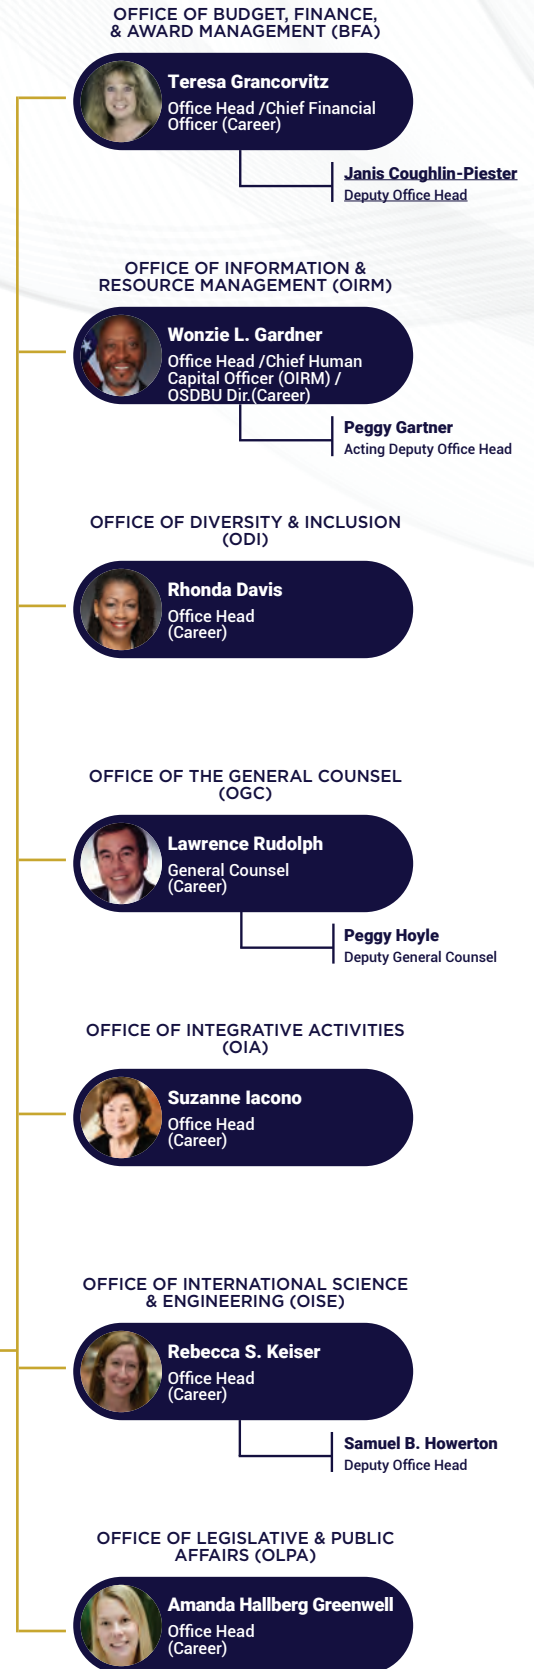 OFFICE OF BUDGET, FINANCE,
& AWARD MANAGEMENT (BFA)
Teresa Grancorvitz
Office Head /Chief Financial
Officer (Career)
Janis Coughlin-Piester
Deputy Office Head
OFFICE OF INFORMATION &
RESOURCE MANAGEMENT (OIRM)
Wonzie L. Gardner
Office Head /Chief Human
Capital Officer (OIRM) /
OSDBU Dir.(Career)
Peggy Gartner
Acting Deputy Office Head
OFFICE OF DIVERSITY & INCLUSION
(ODI)
Rhonda Davis
Office Head
(Career)
OFFICE OF THE GENERAL COUNSEL
(OGC)
Lawrence Rudolph
General Counsel
(Career)
Peggy Hoyle
Deputy General Counsel
OFFICE OF INTEGRATIVE ACTIVITIES
(OIA)
Suzanne Iacono
Office Head
(Career)
OFFICE OF INTERNATIONAL SCIENCE
& ENGINEERING (OISE)
Rebecca S. Keiser
Office Head
(Career)
Samuel B. Howerton
Deputy Office Head
OFFICE OF LEGISLATIVE & PUBLIC
AFFAIRS (OLPA)
Amanda Hallberg Greenwell
Office Head
(Career)